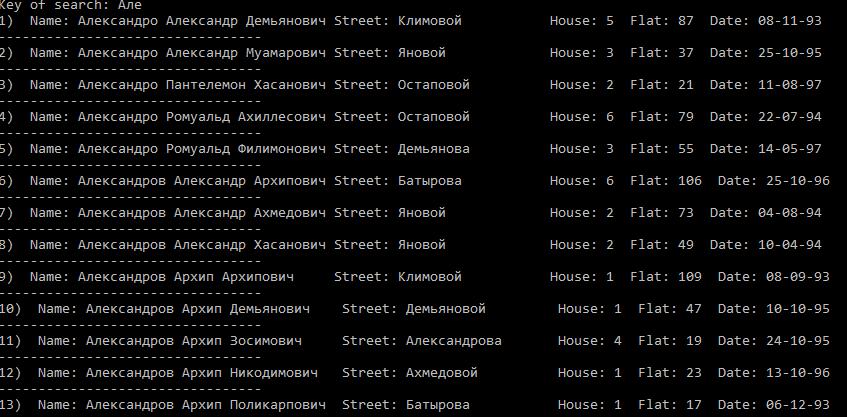 Key of search: Але
1)  Name: Александро Александр Демьянович Street: Климовой           House: 5  Flat: 87  Date: 08-11-93
---------------------------------
2)  Name: Александро Александр Муамарович Street: Яновой             House: 3  Flat: 37  Date: 25-10-95
---------------------------------
3)  Name: Александро Пантелемон Хасанович Street: Остаповой          House: 2  Flat: 21  Date: 11-08-97
---------------------------------
4)  Name: Александро Ромуальд Ахиллесович Street: Остаповой          House: 6  Flat: 79  Date: 22-07-94
---------------------------------
5)  Name: Александро Ромуальд Филимонович Street: Демьянова          House: 3  Flat: 55  Date: 14-05-97
---------------------------------
6)  Name: Александров Александр Архипович Street: Батырова           House: 6  Flat: 106  Date: 25-10-96
---------------------------------
7)  Name: Александров Александр Ахмедович Street: Яновой             House: 2  Flat: 73  Date: 04-08-94
---------------------------------
8)  Name: Александров Александр Хасанович Street: Яновой             House: 2  Flat: 49  Date: 10-04-94
---------------------------------
9)  Name: Александров Архип Архипович     Street: Климовой           House: 1  Flat: 109  Date: 08-09-93
---------------------------------
10)  Name: Александров Архип Демьянович    Street: Демьяновой         House: 1  Flat: 47  Date: 10-10-95
---------------------------------
11)  Name: Александров Архип Зосимович     Street: Александрова       House: 4  Flat: 19  Date: 24-10-95
---------------------------------
12)  Name: Александров Архип Никодимович   Street: Ахмедовой          House: 1  Flat: 23  Date: 13-10-96
---------------------------------
13)  Name: Александров Архип Поликарпович  Street: Батырова           House: 1  Flat: 17  Date: 06-12-93